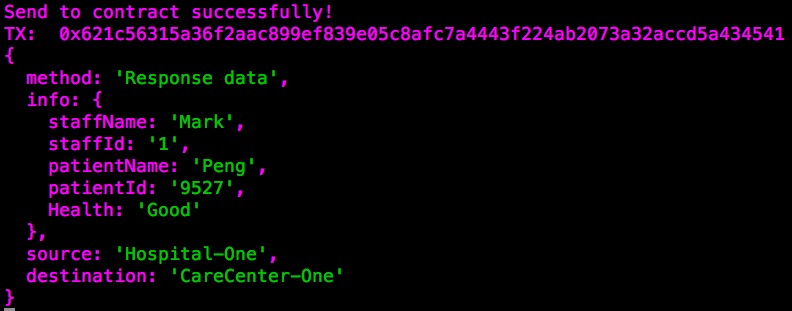 Send to contract successfully!
TX:  0x621c56315a36f2aac899ef839e05c8afc7a4443f224ab2073a32accd5a434541
{
  method: 'Response data',
  info: {
    staffName: 'Mark',
    staffId: '1',
    patientName: 'Peng',
    patientId: '9527',
    Health: 'Good'
  },
  source: 'Hospital-One',
  destination: 'CareCenter-One'
}